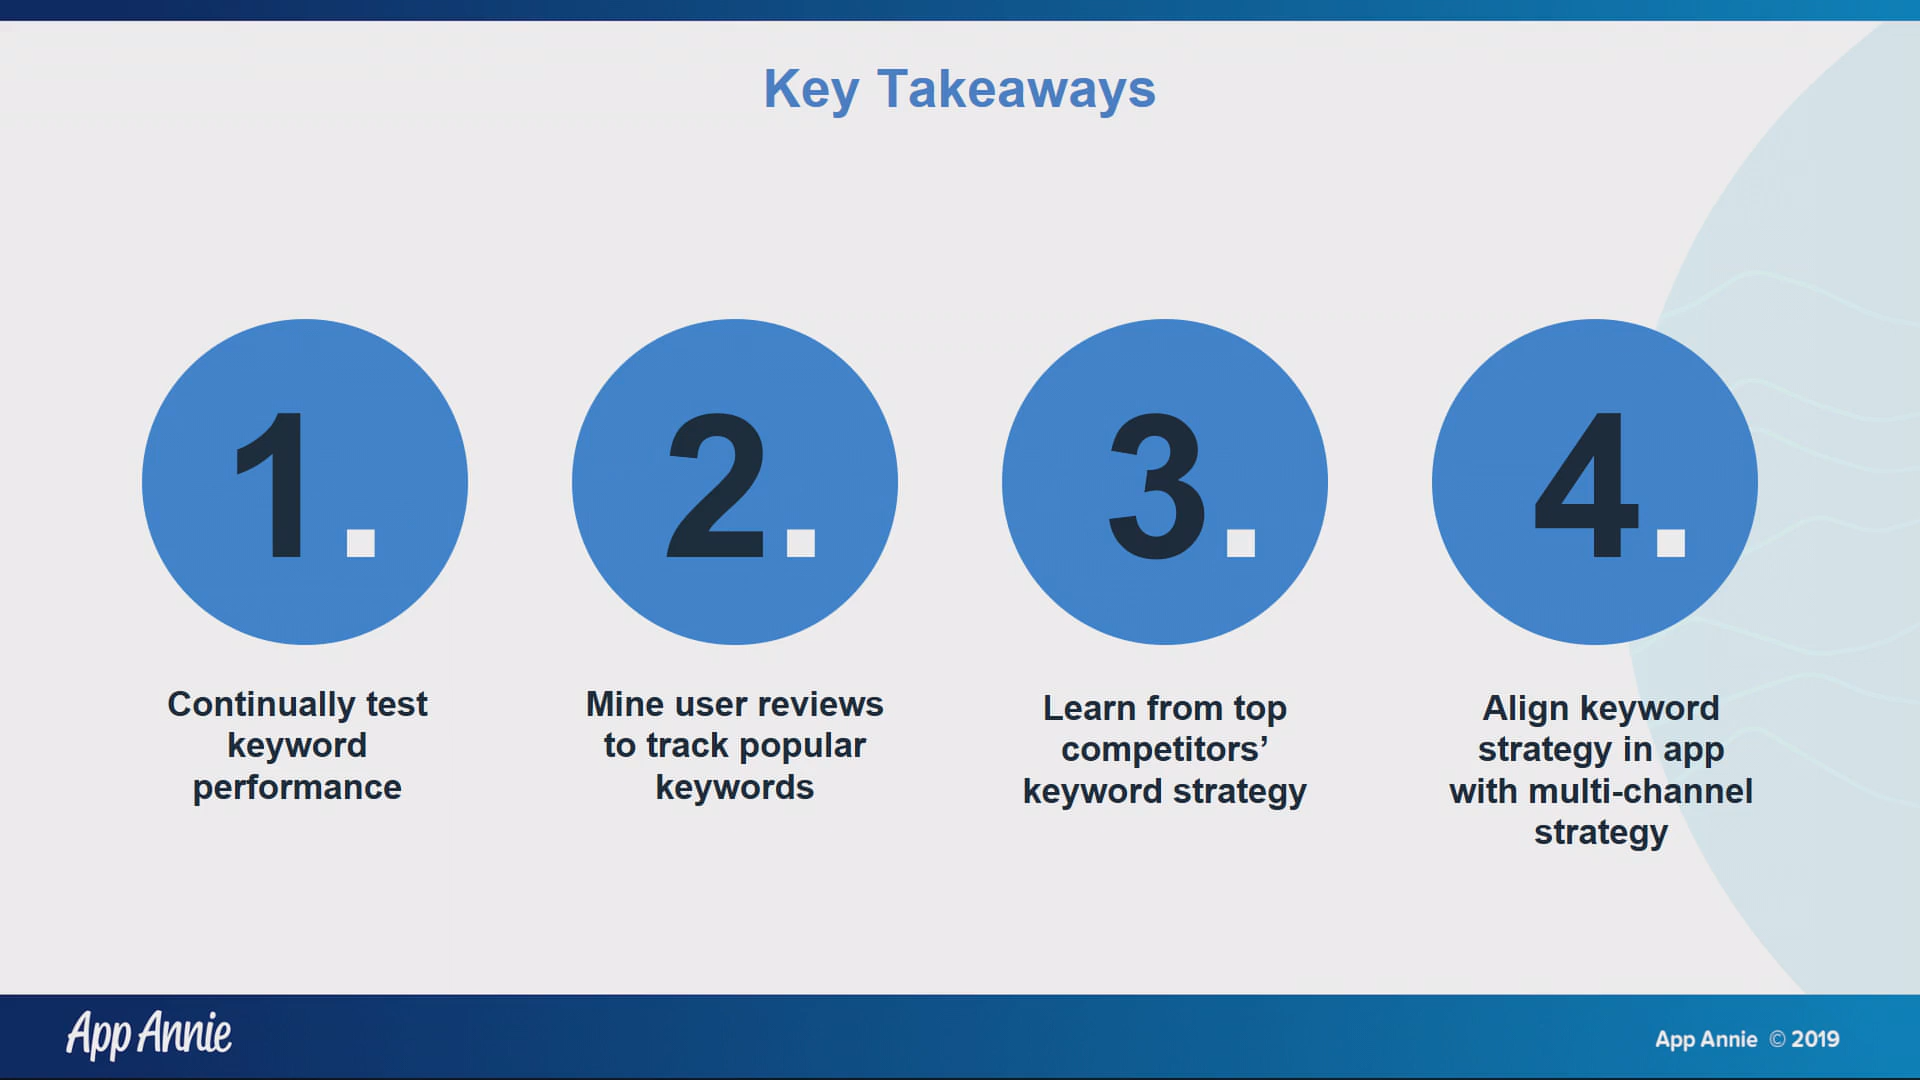 Key Takeaways
1.
Continually test
keyword
performance
2.
Mine user reviews
to track popular
keywords
3.
Learn from top
competitors’
keyword strategy
4.
Align keyword
strategy in app
with multi-channel
strategy
App Annie
App Annie © 2019